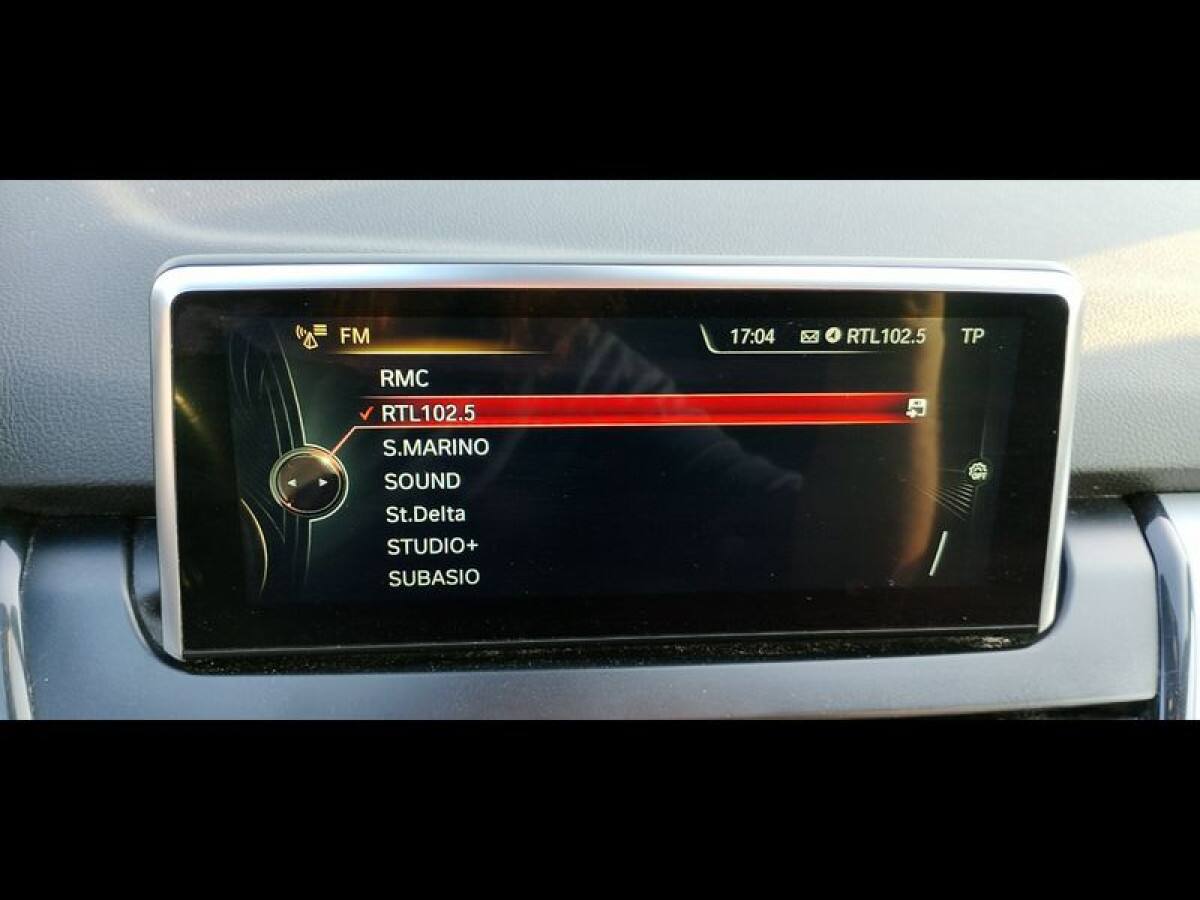 FM 17:04 RTL102.5 TP
RMC
RTL102.5
S.MARINO
SOUND
St.Delta
STUDIO+
SUBASIO